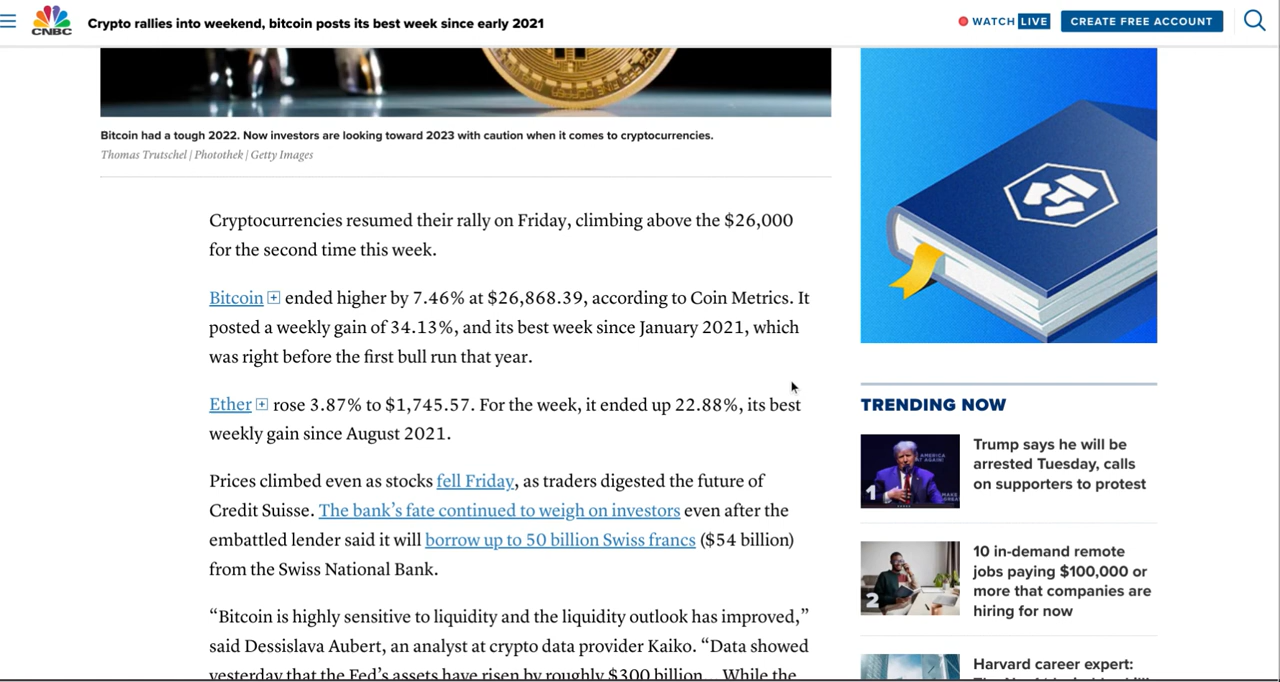 CNBC
Crypto rallies into weekend, bitcoin posts its best week since early 2021
WATCH LIVE
CREATE FREE ACCOUNT
Bitcoin had a tough 2022. Now investors are looking toward 2023 with caution when it comes to cryptocurrencies.
Thomas Trutschel | Photothek | Getty Images
Cryptocurrencies resumed their rally on Friday, climbing above the $26,000
for the second time this week.
Bitcoin + ended higher by 7.46% at $26,868.39, according to Coin Metrics. It
posted a weekly gain of 34.13%, and its best week since January 2021, which
was right before the first bull run that year.
Ether + rose 3.87% to $1,745.57. For the week, it ended up 22.88%, its best
weekly gain since August 2021.
Prices climbed even as stocks fell Friday, as traders digested the future of
Credit Suisse. The bank’s fate continued to weigh on investors even after the
embattled lender said it will borrow up to 50 billion Swiss francs ($54 billion)
from the Swiss National Bank.
“Bitcoin is highly sensitive to liquidity and the liquidity outlook has improved,”
said Dessislava Aubert, an analyst at crypto data provider Kaiko. “Data showed
yesterday that the Fed’s assets have risen by roughly $300 billion... While the
TRENDING NOW
1
Trump says he will be
arrested Tuesday, calls
on supporters to protest
2
10 in-demand remote
jobs paying $100,000 or
more that companies are
hiring for now
Harvard career expert: